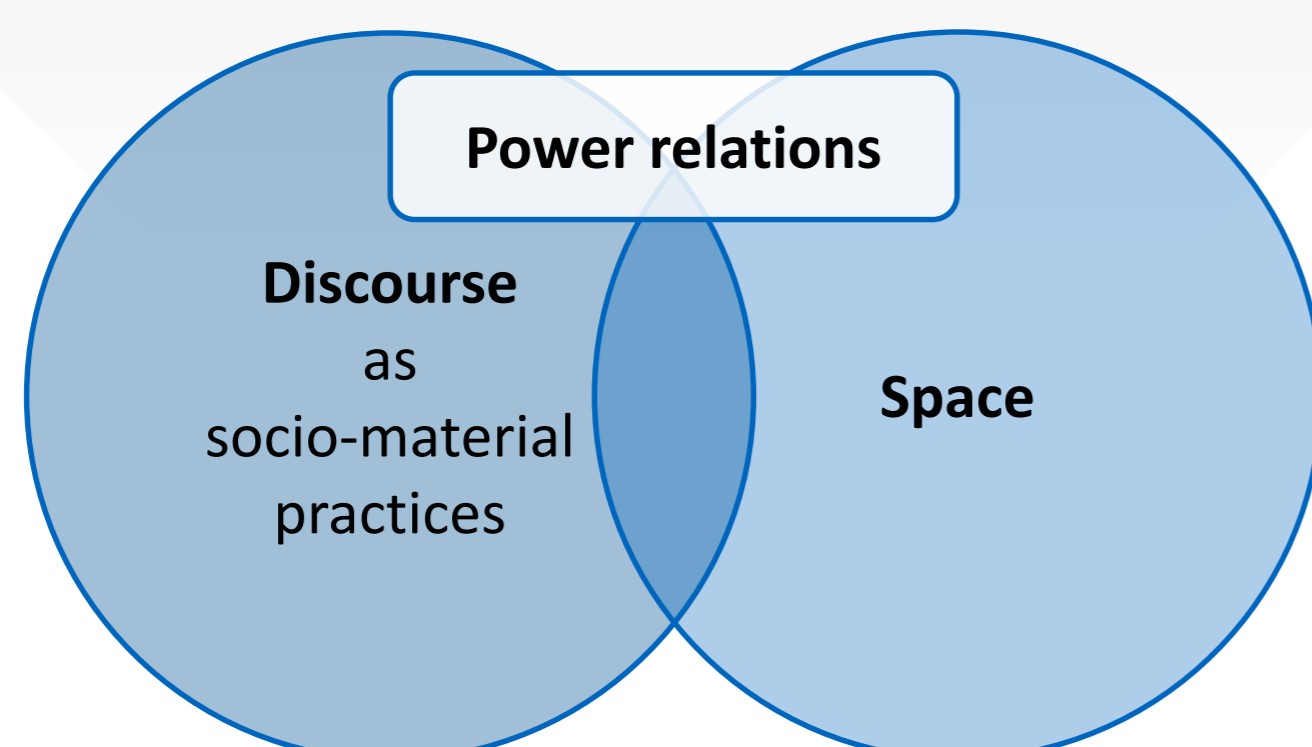 Power relations
Discourse
as
socio-material
practices
Space